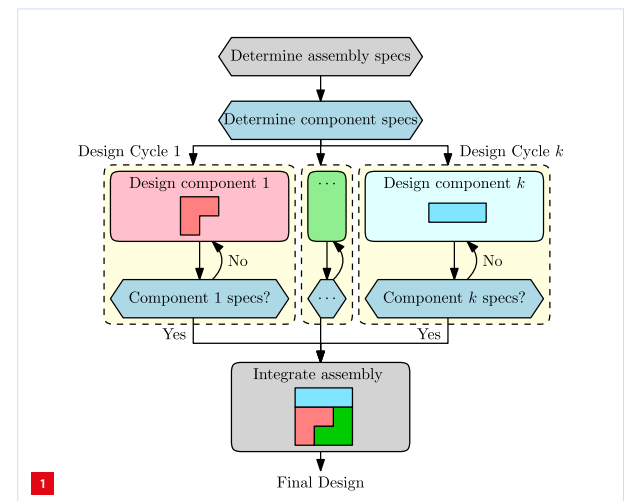 Determine assembly specs
Determine component specs
Design Cycle 1
Design Cycle k
Design component 1
···
Design component k
No
No
Component 1 specs?
···
Component k specs?
Yes
Yes
Integrate assembly
Final Design
1